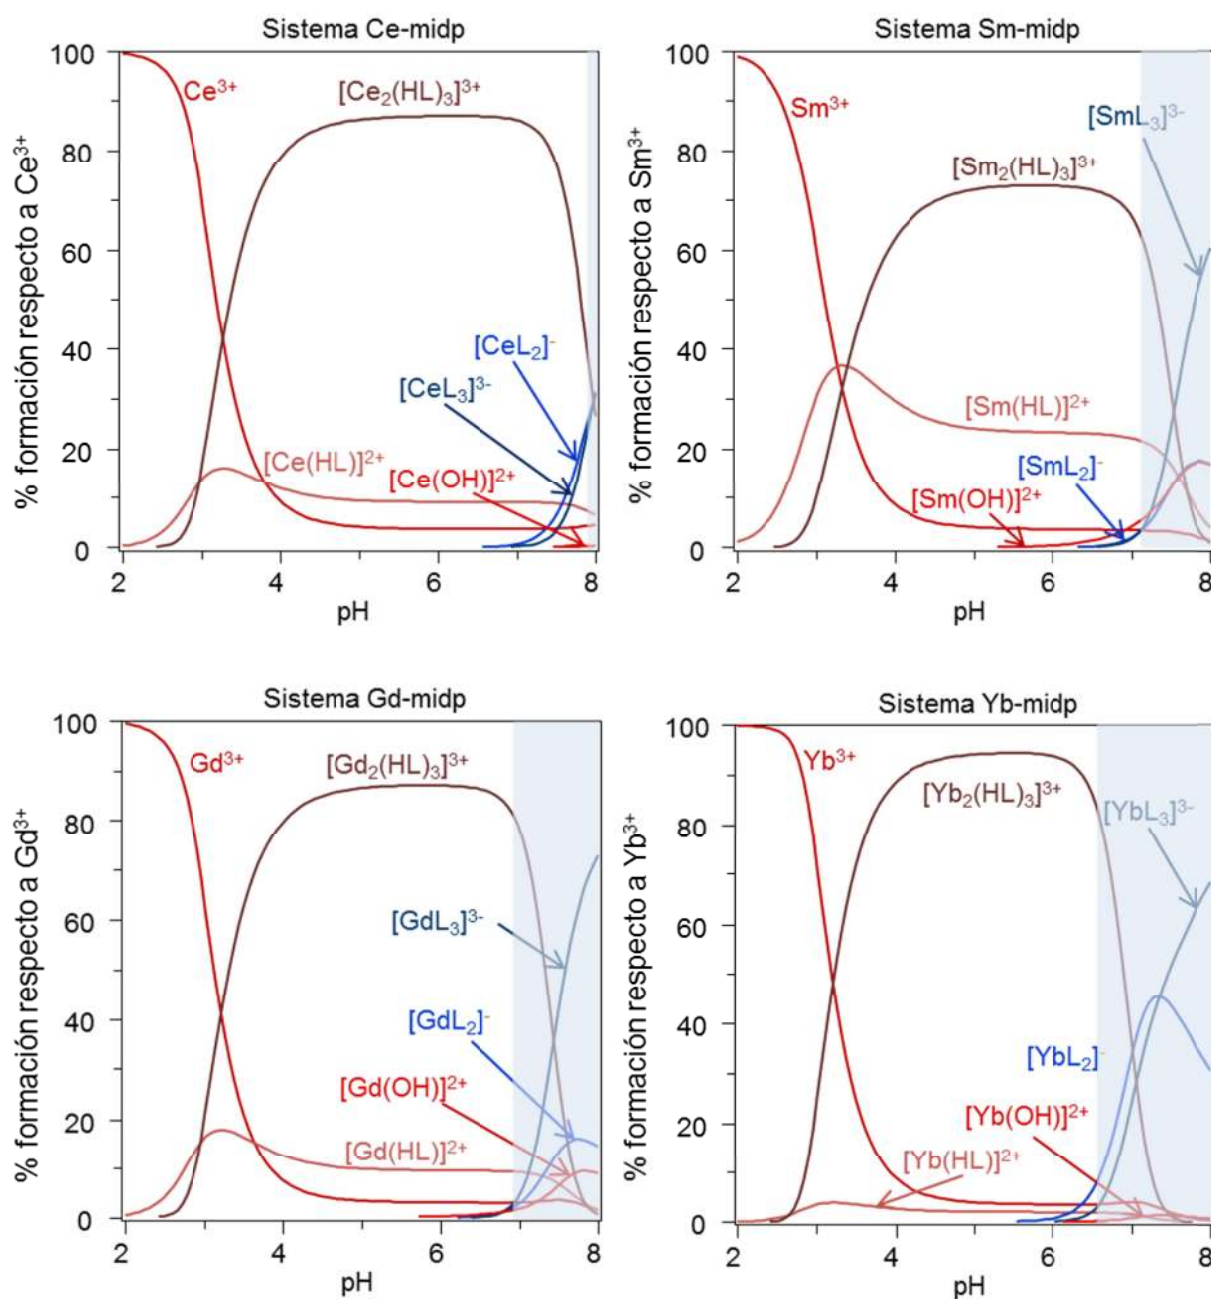 Sistema Ce-midp
% formación respecto a Ce³⁺
100
80
60
40
20
0
Ce³⁺
[Ce₂(HL)₃]³⁺
[CeL₂]⁻
[CeL₃]³⁻
[Ce(HL)]²⁺
[Ce(OH)]²⁺
2
4
6
8
pH
Sistema Sm-midp
% formación respecto a Sm³⁺
100
80
60
40
20
0
Sm³⁺
[SmL₃]³⁻
[Sm₂(HL)₃]³⁺
[Sm(HL)]²⁺
[SmL₂]⁻
[Sm(OH)]²⁺
2
4
6
8
pH
Sistema Gd-midp
% formación respecto a Gd³⁺
100
80
60
40
20
0
Gd³⁺
[Gd₂(HL)₃]³⁺
[GdL₃]³⁻
[GdL₂]⁻
[Gd(OH)]²⁺
[Gd(HL)]²⁺
2
4
6
8
pH
Sistema Yb-midp
% formación respecto a Yb³⁺
100
80
60
40
20
0
Yb³⁺
[Yb₂(HL)₃]³⁺
[YbL₃]³⁻
[YbL₂]⁻
[Yb(OH)]²⁺
[Yb(HL)]²⁺
2
4
6
8
pH